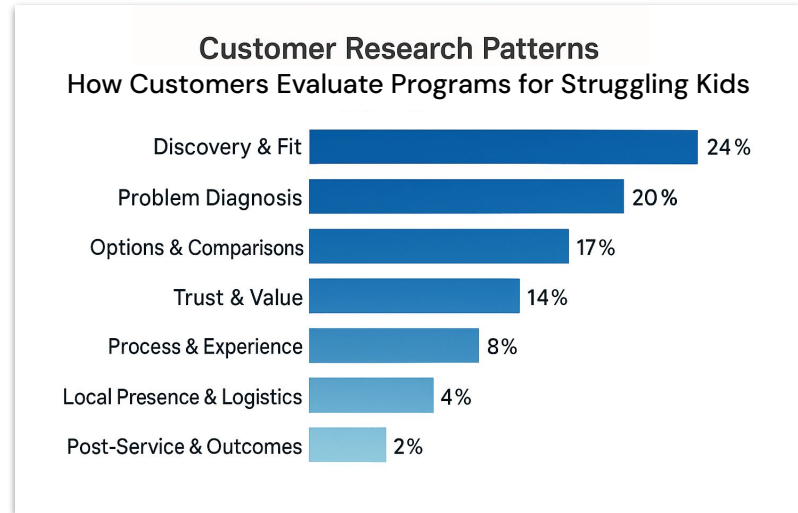 Customer Research Patterns
How Customers Evaluate Programs for Struggling Kids
Discovery & Fit 24%
Problem Diagnosis 20%
Options & Comparisons 17%
Trust & Value 14%
Process & Experience 8%
Local Presence & Logistics 4%
Post-Service & Outcomes 2%